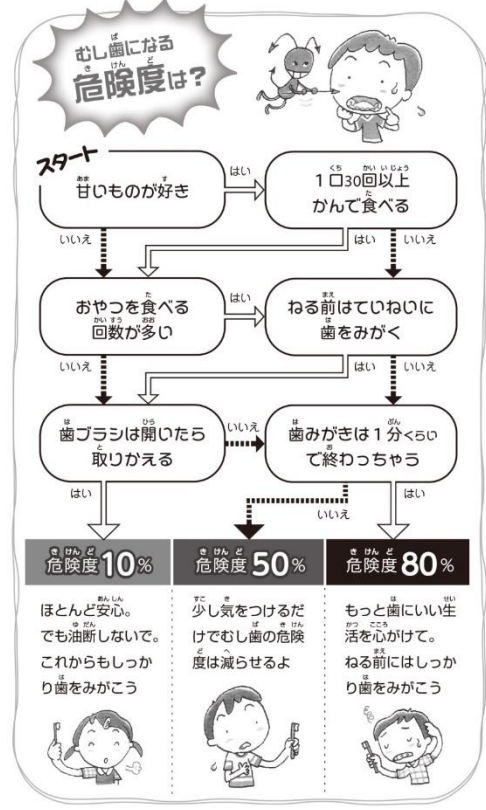 むし歯になる
危険度は？
スタート
甘いものが好き
はい
1口30回以上
かんで食べる
いいえ
はい
いいえ
おやつを食べる
回数が多い
はい
ねる前はていねいに
歯をみがく
いいえ
はい
いいえ
歯ブラシは開いたら
取りかえる
いいえ
歯みがきは1分くらい
で終わっちゃう
はい
いいえ
はい
危険度10%
ほとんど安心。
でも油断しないで。
これからもしっか
り歯をみがこう
危険度50%
少し気をつけるだ
けでむし歯の危険
度は減らせるよ
危険度80%
もっと歯にいい生
活を心がけて。
ねる前にはしっか
り歯をみがこう